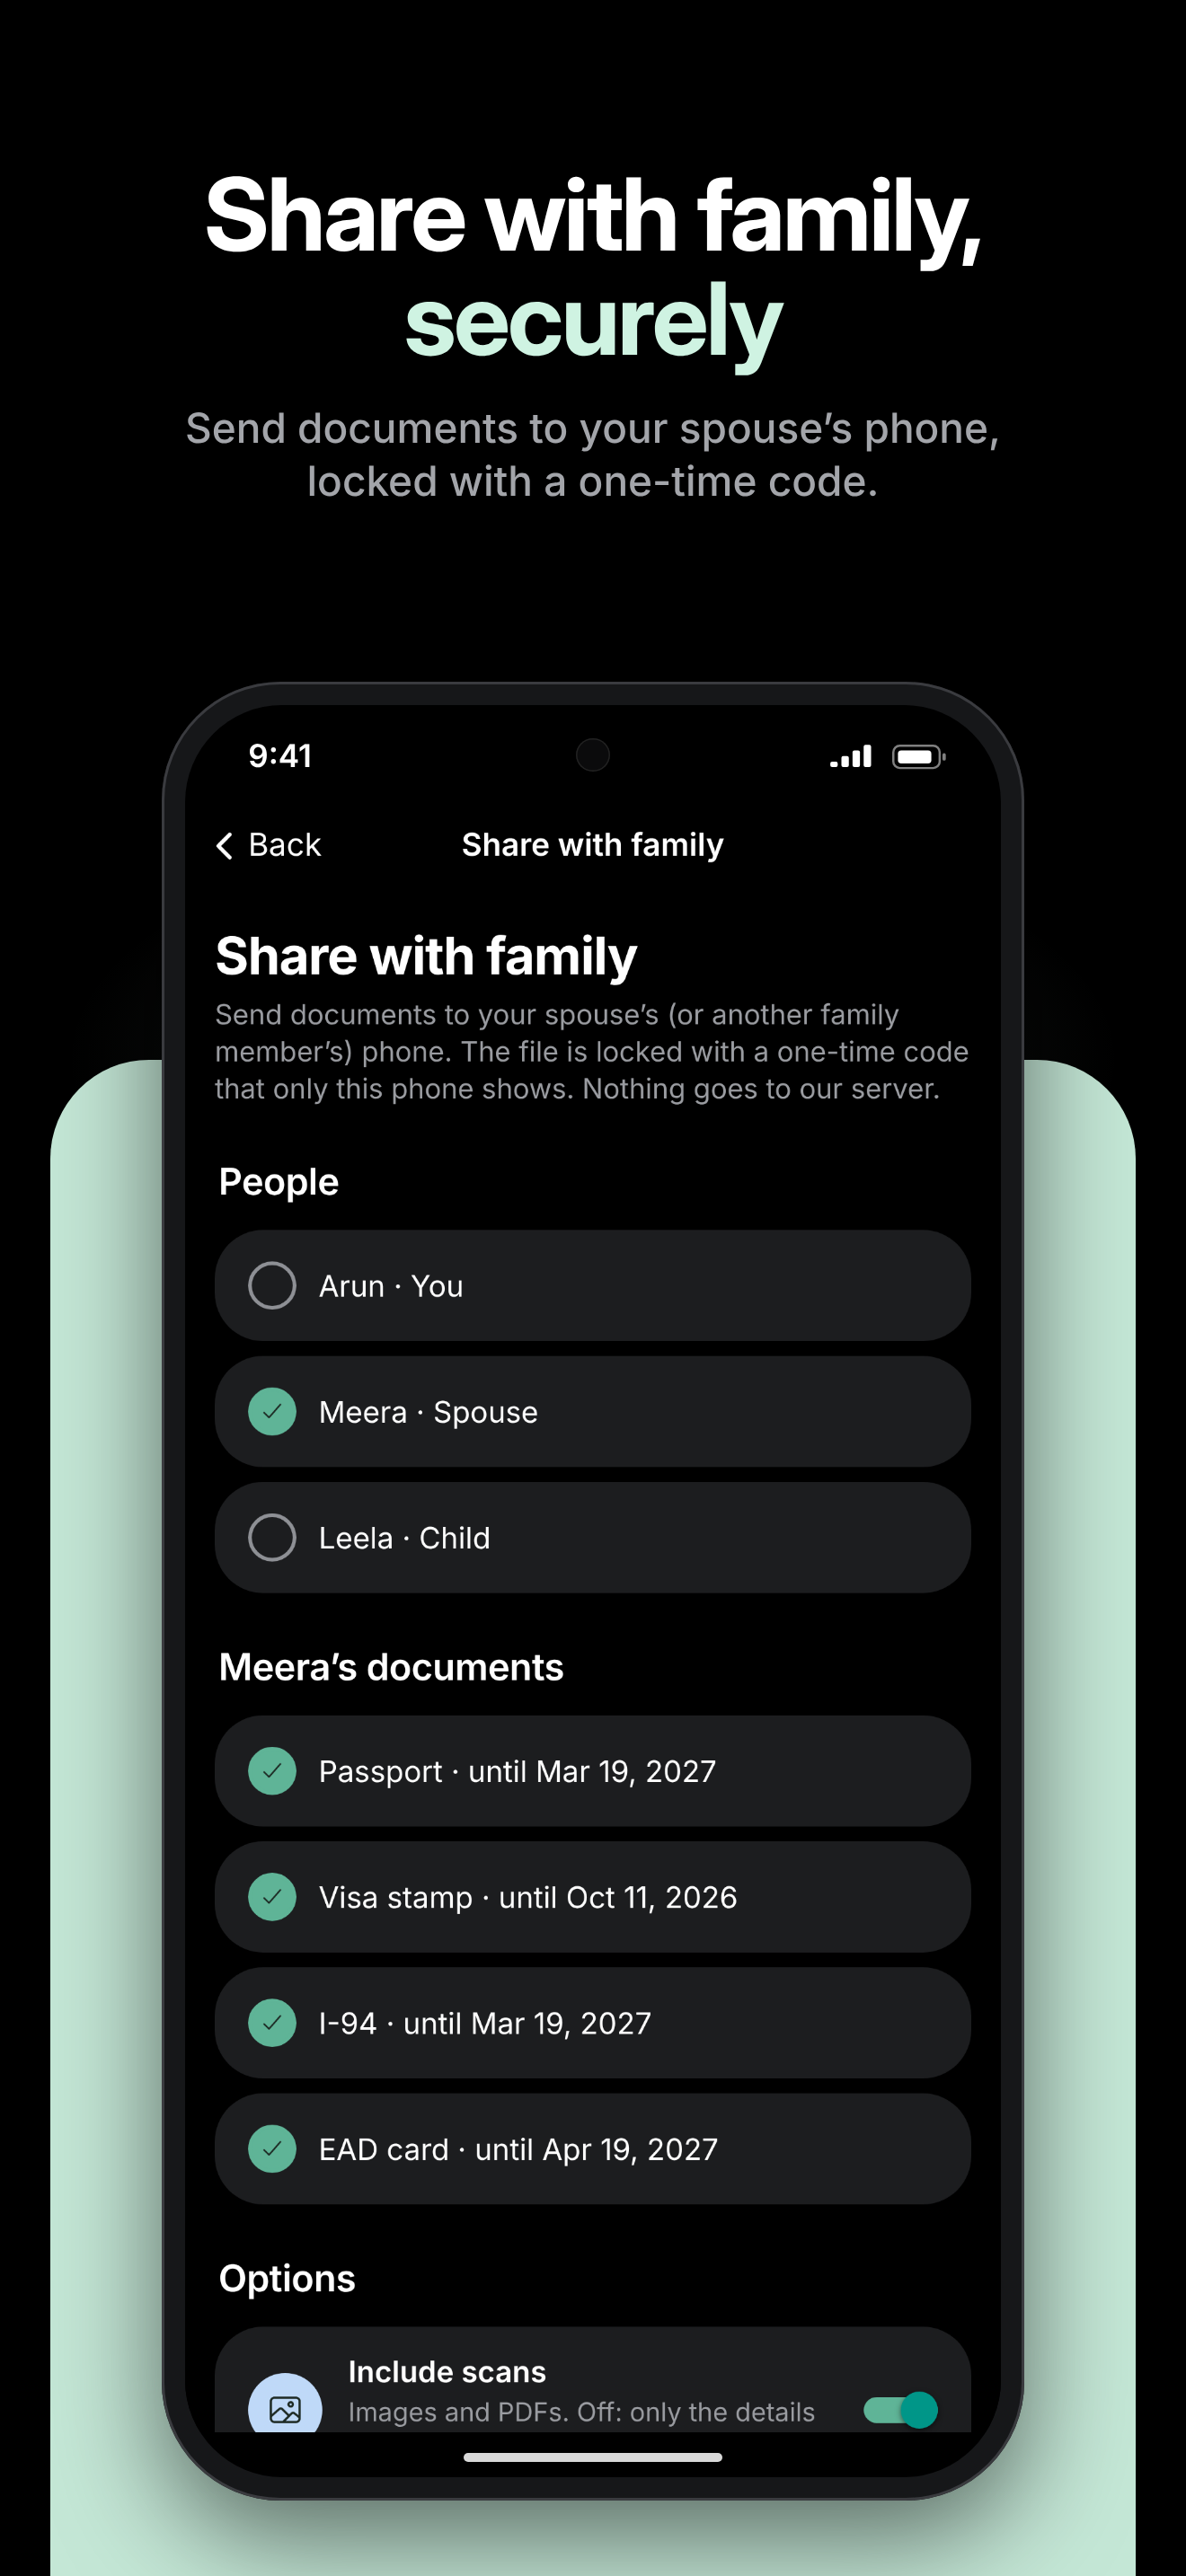 Share with family,
securely
Send documents to your spouse’s phone,
locked with a one-time code.
9:41
Back
Share with family
Share with family
Send documents to your spouse’s (or another family
member’s) phone. The file is locked with a one-time code
that only this phone shows. Nothing goes to our server.
People
Arun · You
Meera · Spouse
Leela · Child
Meera’s documents
Passport · until Mar 19, 2027
Visa stamp · until Oct 11, 2026
I-94 · until Mar 19, 2027
EAD card · until Apr 19, 2027
Options
Include scans
Images and PDFs. Off: only the details